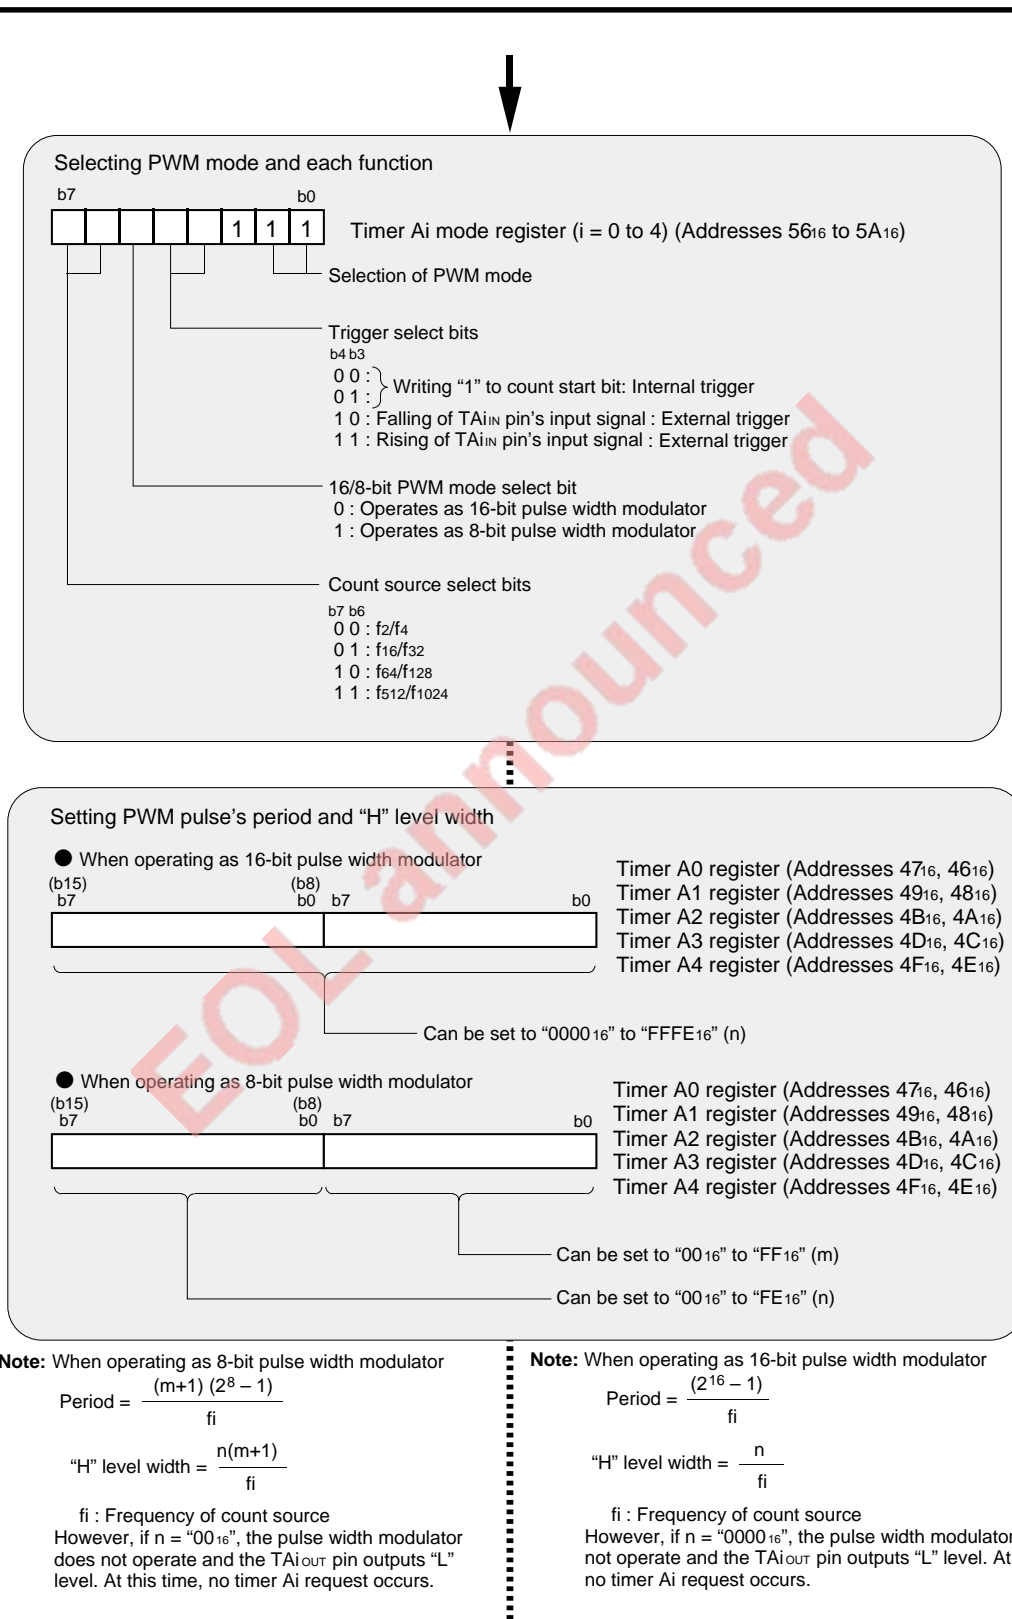 Selecting PWM mode and each function
b7 b0
1 1 1 Timer Ai mode register (i = 0 to 4) (Addresses 5616 to 5A16)
Selection of PWM mode
Trigger select bits
b4 b3
0 0 :
0 1 :
Writing “1” to count start bit: Internal trigger
1 0 : Falling of TAiIN pin’s input signal : External trigger
1 1 : Rising of TAiIN pin’s input signal : External trigger
16/8-bit PWM mode select bit
0 : Operates as 16-bit pulse width modulator
1 : Operates as 8-bit pulse width modulator
Count source select bits
b7 b6
0 0 : f2/f4
0 1 : f16/f32
1 0 : f64/f128
1 1 : f512/f1024
Setting PWM pulse’s period and “H” level width
● When operating as 16-bit pulse width modulator
(b15) (b8)
b7 b0 b7 b0
Timer A0 register (Addresses 4716, 4616)
Timer A1 register (Addresses 4916, 4816)
Timer A2 register (Addresses 4B16, 4A16)
Timer A3 register (Addresses 4D16, 4C16)
Timer A4 register (Addresses 4F16, 4E16)
Can be set to “000016” to “FFFE16” (n)
● When operating as 8-bit pulse width modulator
(b15) (b8)
b7 b0 b7 b0
Timer A0 register (Addresses 4716, 4616)
Timer A1 register (Addresses 4916, 4816)
Timer A2 register (Addresses 4B16, 4A16)
Timer A3 register (Addresses 4D16, 4C16)
Timer A4 register (Addresses 4F16, 4E16)
Can be set to “0016” to “FF16” (m)
Can be set to “0016” to “FE16” (n)
Note: When operating as 8-bit pulse width modulator
Period = (m+1) (2^8 – 1) / fi
“H” level width = n(m+1) / fi
fi : Frequency of count source
However, if n = “0016”, the pulse width modulator
does not operate and the TAiOUT pin outputs “L”
level. At this time, no timer Ai request occurs.
Note: When operating as 16-bit pulse width modulator
Period = (2^16 – 1) / fi
“H” level width = n / fi
fi : Frequency of count source
However, if n = “000016”, the pulse width modulator
not operate and the TAiOUT pin outputs “L” level. At
no timer Ai request occurs.
EOL announced